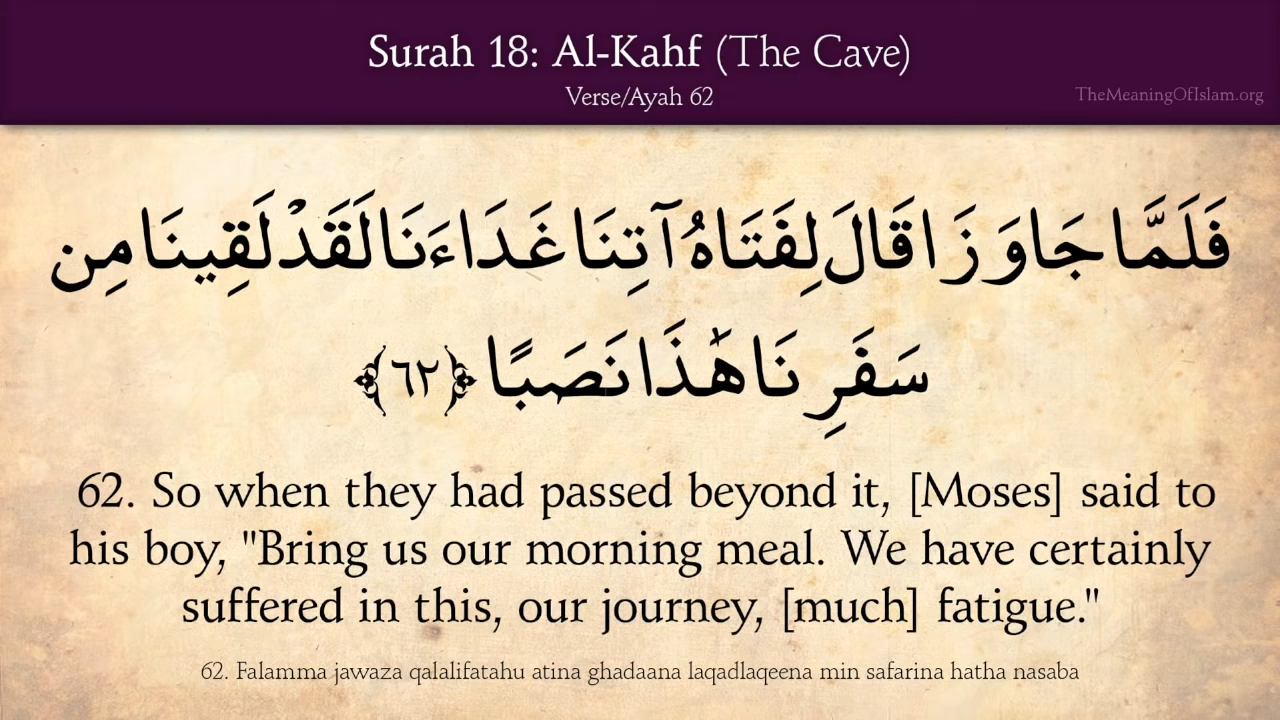 Surah 18: Al-Kahf (The Cave)
Verse/Ayah 62
TheMeaningOfIslam.org
فَلَمَّا جَاوَزَا قَالَ لِفَتَاهُ آتِنَا غَدَاءَنَا لَقَدْ لَقِينَا مِن
سَفَرِنَا هَٰذَا نَصَبًا ﴿٦٢﴾
62. So when they had passed beyond it, [Moses] said to
his boy, "Bring us our morning meal. We have certainly
suffered in this, our journey, [much] fatigue."
62. Falamma jawaza qalalifatahu atina ghadaana laqadlaqeena min safarina hatha nasaba